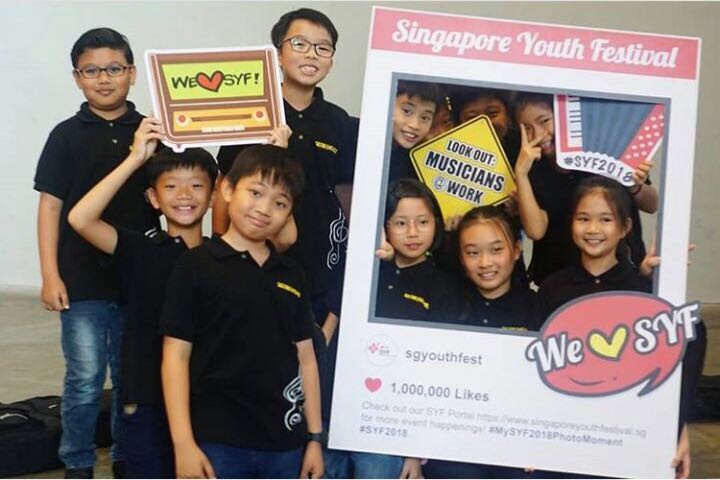 Singapore Youth Festival
We SYF!
LOOK OUT:
MUSICIANS
@ WORK
#SYF2018
We SYF
sgyouthfest
1,000,000 Likes
Check out our SYF Portal https://www.singaporeyouthfestival.sg
for more event happenings! #MySYF2018PhotoMoment
#SYF2018